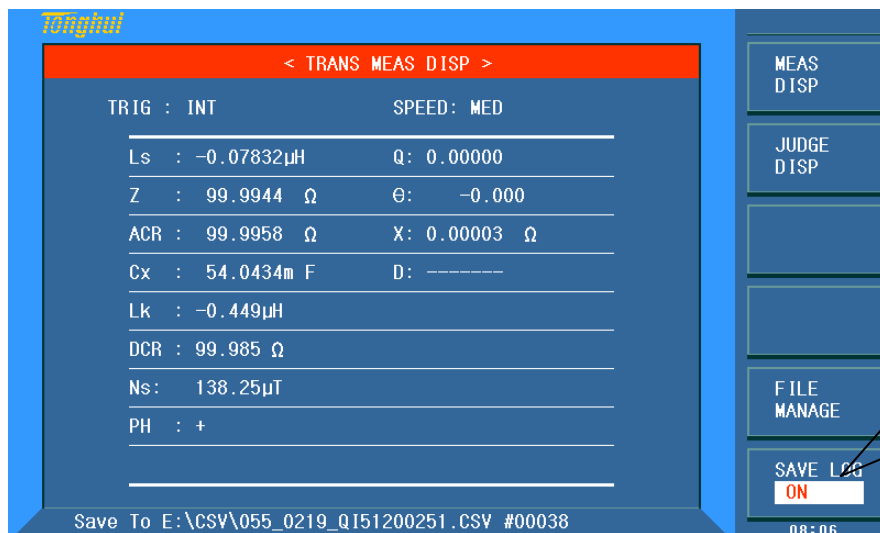 Tonghui
< TRANS MEAS DISP >
TRIG : INT SPEED: MED
Ls : -0.07832μH Q: 0.00000
Z : 99.9944 Ω θ: -0.000
ACR : 99.9958 Ω X: 0.00003 Ω
Cx : 54.0434m F D: -------
Lk : -0.449μH
DCR : 99.985 Ω
Ns: 138.25μT
PH : +
Save To E:\CSV\055_0219_QI51200251.CSV #00038
MEAS
DISP
JUDGE
DISP
FILE
MANAGE
SAVE LOG
ON
08:06